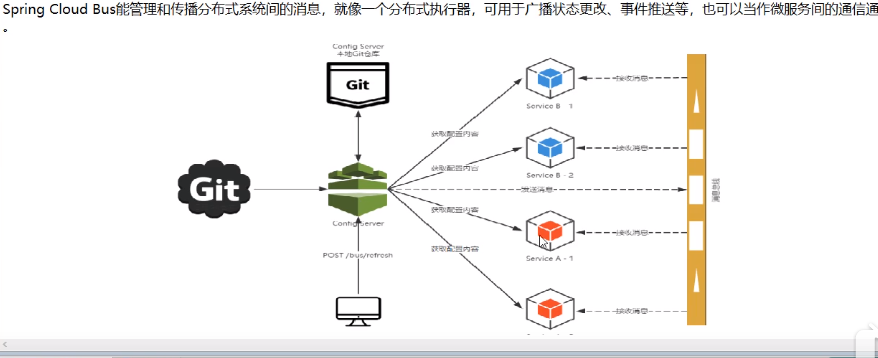 Spring Cloud Bus能管理和传播分布式系统间的消息，就像一个分布式执行器，可用于广播状态更改、事件推送等，也可以当作微服务间的通信通
。
Config Server
本地Git仓库
Git
Service B - 1
接收消息
获取配置内容
Service B - 2
接收消息
获取配置内容
Git
Config Server
发送消息
消息总线
获取配置内容
Service A - 1
接收消息
获取配置内容
POST /bus/refresh
接收消息